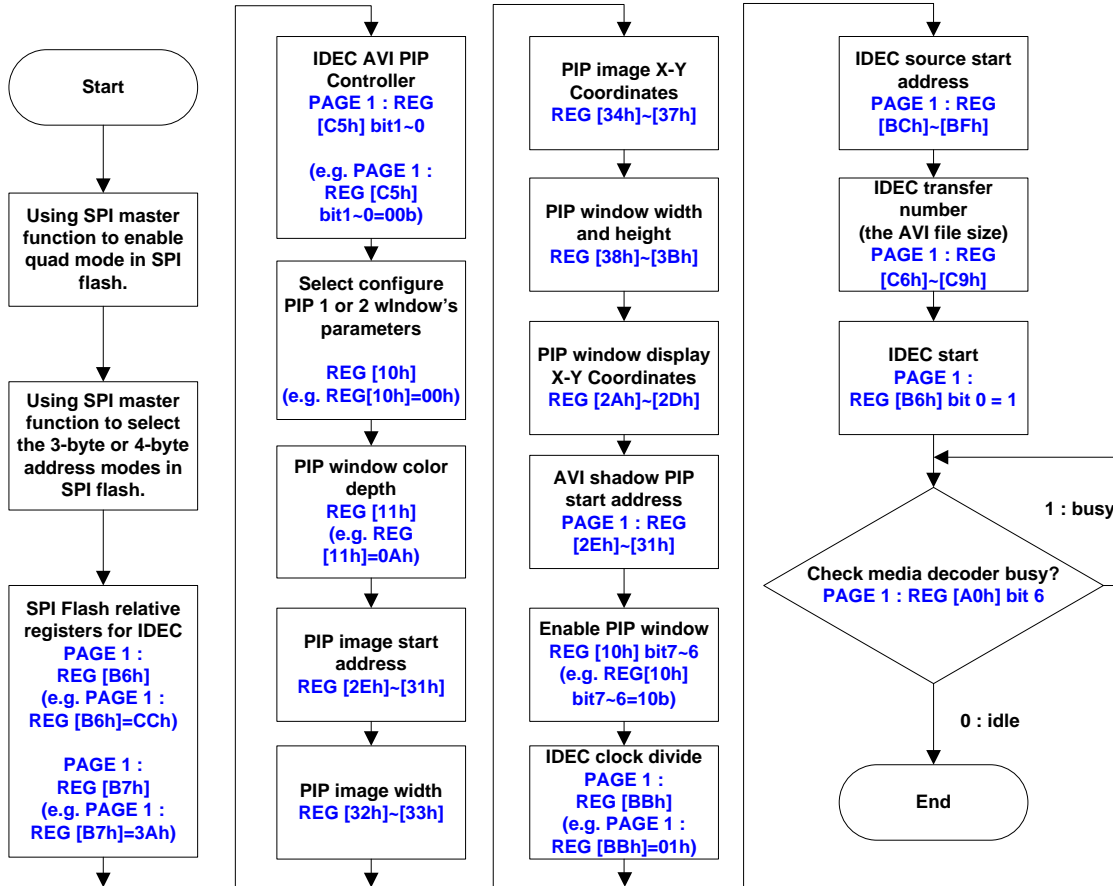 Start
Using SPI master
function to enable
quad mode in SPI
flash.
Using SPI master
function to select
the 3-byte or 4-byte
address modes in
SPI flash.
SPI Flash relative
registers for IDEC
PAGE 1 :
REG [B6h]
(e.g. PAGE 1 :
REG [B6h]=CCh)
PAGE 1 :
REG [B7h]
(e.g. PAGE 1 :
REG [B7h]=3Ah)
IDEC AVI PIP
Controller
PAGE 1 : REG
[C5h] bit1~0
(e.g. PAGE 1 :
REG [C5h]
bit1~0=00b)
Select configure
PIP 1 or 2 wIndow's
parameters
REG [10h]
(e.g. REG[10h]=00h)
PIP window color
depth
REG [11h]
(e.g. REG
[11h]=0Ah)
PIP image start
address
REG [2Eh]~[31h]
PIP image width
REG [32h]~[33h]
PIP image X-Y
Coordinates
REG [34h]~[37h]
PIP window width
and height
REG [38h]~[3Bh]
PIP window display
X-Y Coordinates
REG [2Ah]~[2Dh]
AVI shadow PIP
start address
PAGE 1 : REG
[2Eh]~[31h]
Enable PIP window
REG [10h] bit7~6
(e.g. REG[10h]
bit7~6=10b)
IDEC clock divide
PAGE 1 :
REG [BBh]
(e.g. PAGE 1 :
REG [BBh]=01h)
IDEC source start
address
PAGE 1 : REG
[BCh]~[BFh]
IDEC transfer
number
(the AVI file size)
PAGE 1 : REG
[C6h]~[C9h]
IDEC start
PAGE 1 :
REG [B6h] bit 0 = 1
1 : busy
Check media decoder busy?
PAGE 1 : REG [A0h] bit 6
0 : idle
End